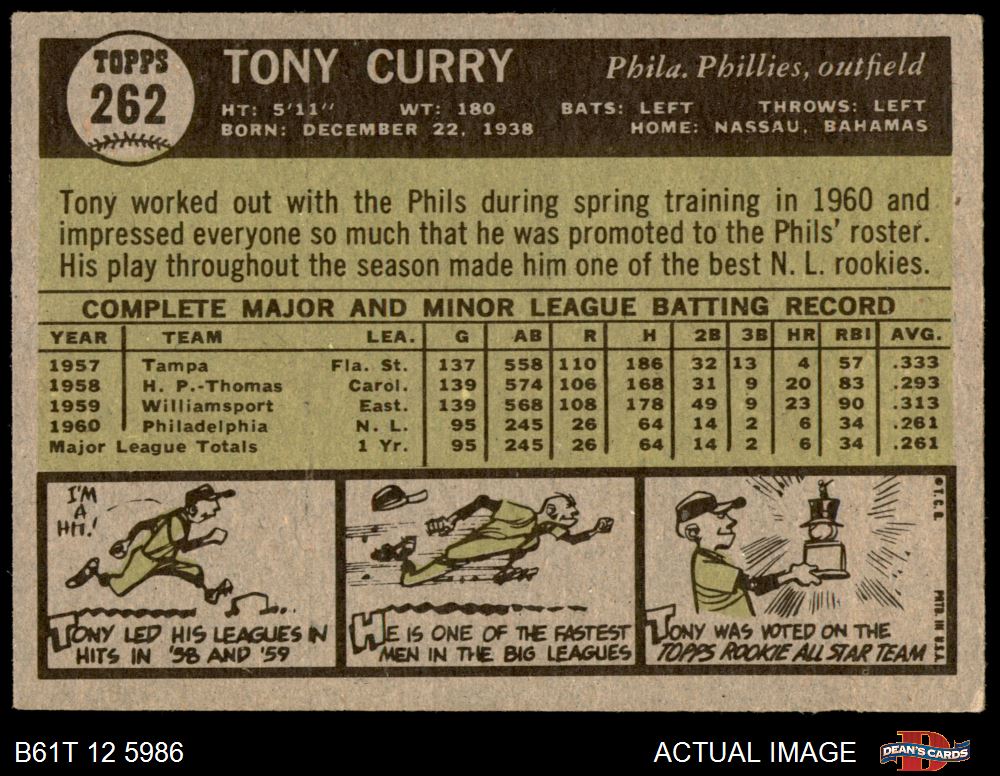 TOPPS
262
TONY CURRY
Phila. Phillies, outfield
HT: 5'11" WT: 180 BATS: LEFT THROWS: LEFT
BORN: DECEMBER 22, 1938 HOME: NASSAU, BAHAMAS
Tony worked out with the Phils during spring training in 1960 and
impressed everyone so much that he was promoted to the Phils' roster.
His play throughout the season made him one of the best N. L. rookies.
COMPLETE MAJOR AND MINOR LEAGUE BATTING RECORD
YEAR TEAM LEA. G AB R H 2B 3B HR RBI AVG.
1957 Tampa Fla. St. 137 558 110 186 32 13 4 57 .333
1958 H. P.-Thomas Carol. 139 574 106 168 31 9 20 83 .293
1959 Williamsport East. 139 568 108 178 49 9 23 90 .313
1960 Philadelphia N. L. 95 245 26 64 14 2 6 34 .261
Major League Totals 1 Yr. 95 245 26 64 14 2 6 34 .261
I'M
A
HIT!
TONY LED HIS LEAGUES IN
HITS IN '58 AND '59
HE IS ONE OF THE FASTEST
MEN IN THE BIG LEAGUES
TONY WAS VOTED ON THE
TOPPS ROOKIE ALL STAR TEAM
© T. C. G.
PRTD. IN U.S.A.
B61T 12 5986
ACTUAL IMAGE
D
DEAN'S CARDS